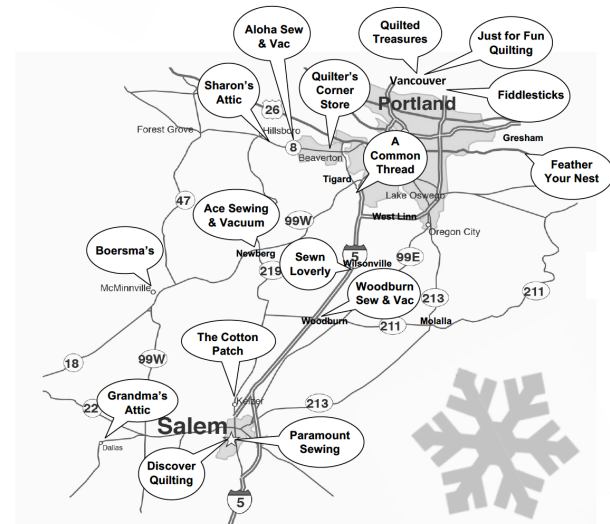 Aloha Sew
& Vac
Quilted
Treasures
Just for Fun
Quilting
Vancouver
Sharon's
Attic
Quilter's
Corner
Store
Fiddlesticks
Portland
26
Forest Grove
Hillsboro
8
Beaverton
A
Common
Thread
Gresham
Feather
Your Nest
Tigard
Lake Oswego
47
Ace Sewing
& Vacuum
99W
West Linn
Oregon City
Boersma's
Newberg
219
Sewn
Loverly
5
Wilsonville
99E
McMinnville
Woodburn
Sew & Vac
213
211
Woodburn
211
Molalla
The Cotton
Patch
18
99W
Grandma's
Attic
22
Keizer
213
Salem
Dallas
Paramount
Sewing
Discover
Quilting
5